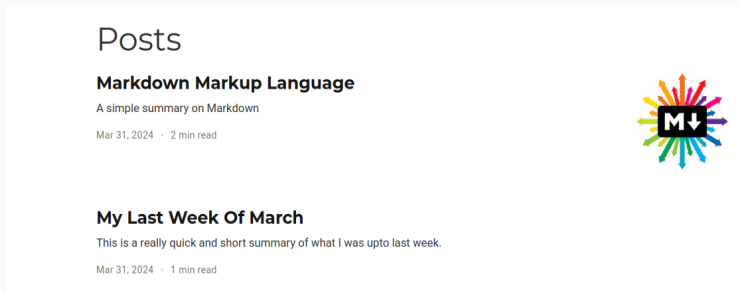 Posts
Markdown Markup Language
A simple summary on Markdown
Mar 31, 2024 · 2 min read
M
My Last Week Of March
This is a really quick and short summary of what I was upto last week.
Mar 31, 2024 · 1 min read